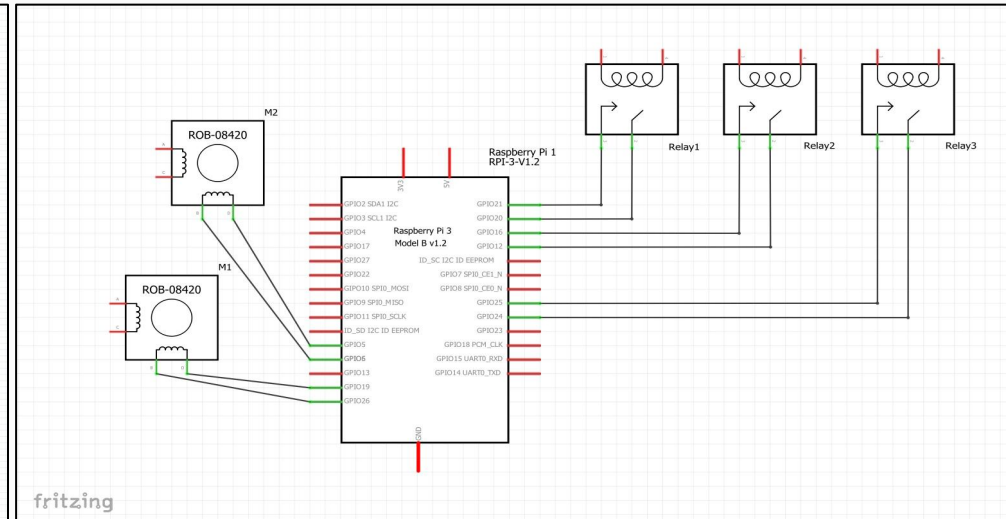 M2
ROB-08420
M1
ROB-08420
Raspberry Pi 1
RPI-3-V1.2
3V3
5V
Raspberry Pi 3
Model B v1.2
GPIO2 SDA1 I2C
GPIO3 SCL1 I2C
GPIO4
GPIO17
GPIO27
GPIO22
GIPO10 SPI0_MOSI
GPIO9 SPI0_MISO
GPIO11 SPI0_SCLK
ID_SD I2C ID EEPROM
GPIO5
GPIO6
GPIO13
GPIO19
GPIO26
GPIO21
GPIO20
GPIO16
GPIO12
ID_SC I2C ID EEPROM
GPIO7 SPI0_CE1_N
GPIO8 SPI0_CE0_N
GPIO25
GPIO24
GPIO23
GPIO18 PCM_CLK
GPIO15 UART0_RXD
GPIO14 UART0_TXD
GND
Relay1
Relay2
Relay3
fritzing